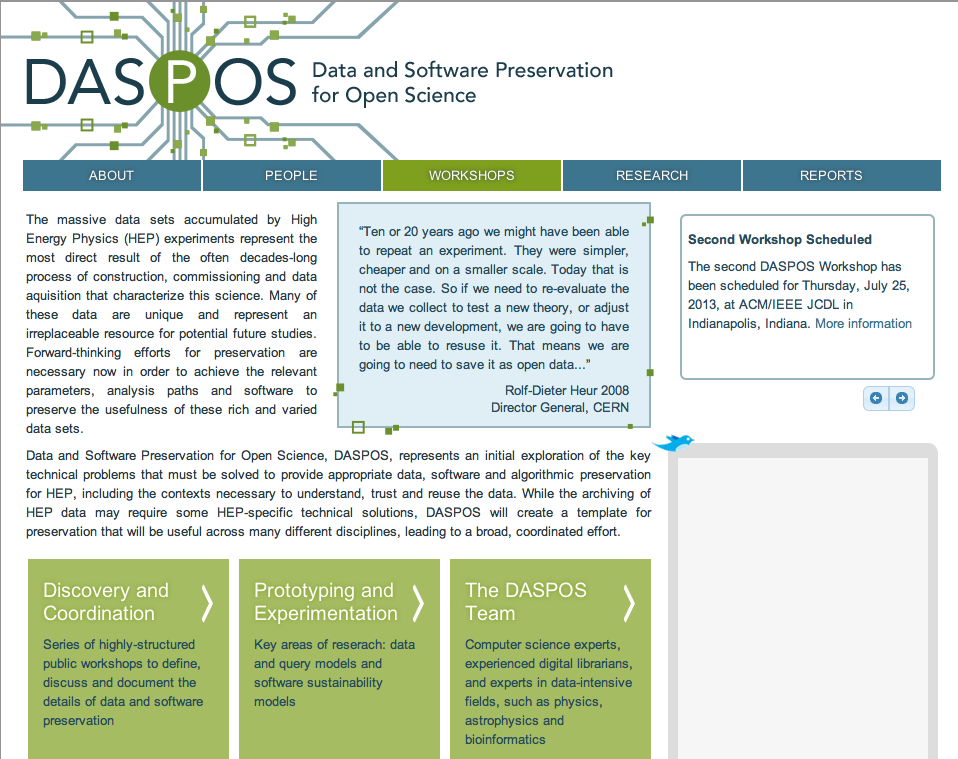 DASPOS
Data and Software Preservation
for Open Science
ABOUT
PEOPLE
WORKSHOPS
RESEARCH
REPORTS
The massive data sets accumulated by High
Energy Physics (HEP) experiments represent the
most direct result of the often decades-long
process of construction, commissioning and data
aquisition that characterize this science. Many of
these data are unique and represent an
irreplaceable resource for potential future studies.
Forward-thinking efforts for preservation are
necessary now in order to achieve the relevant
parameters, analysis paths and software to
preserve the usefulness of these rich and varied
data sets.
“Ten or 20 years ago we might have been able
to repeat an experiment. They were simpler,
cheaper and on a smaller scale. Today that is
not the case. So if we need to re-evaluate the
data we collect to test a new theory, or adjust
it to a new development, we are going to have
to be able to resuse it. That means we are
going to need to save it as open data...”
Rolf-Dieter Heur 2008
Director General, CERN
Second Workshop Scheduled
The second DASPOS Workshop has
been scheduled for Thursday, July 25,
2013, at ACM/IEEE JCDL in
Indianapolis, Indiana. More information
Data and Software Preservation for Open Science, DASPOS, represents an initial exploration of the key
technical problems that must be solved to provide appropriate data, software and algorithmic preservation
for HEP, including the contexts necessary to understand, trust and reuse the data. While the archiving of
HEP data may require some HEP-specific technical solutions, DASPOS will create a template for
preservation that will be useful across many different disciplines, leading to a broad, coordinated effort.
Discovery and
Coordination
Series of highly-structured
public workshops to define,
discuss and document the
details of data and software
preservation
Prototyping and
Experimentation
Key areas of reserach: data
and query models and
software sustainability
models
The DASPOS
Team
Computer science experts,
experienced digital librarians,
and experts in data-intensive
fields, such as physics,
astrophysics and
bioinformatics